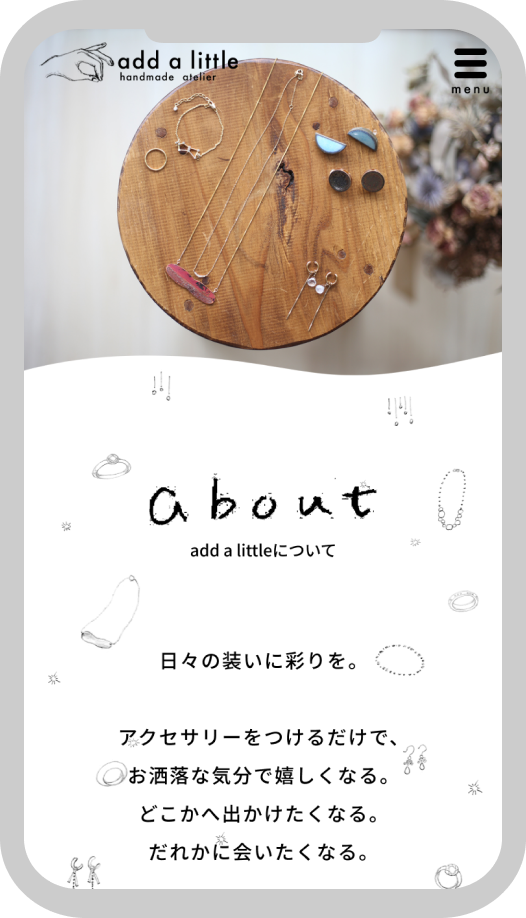 add a little
handmade atelier
menu
about
add a littleについて
日々の装いに彩りを。
アクセサリーをつけるだけで、
お洒落な気分で嬉しくなる。
どこかへ出かけたくなる。
だれかに会いたくなる。